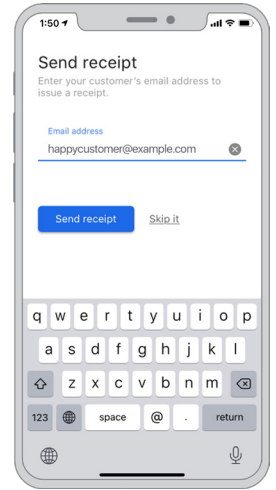 1:50
Send receipt
Enter your customer's email address to
issue a receipt.
Email address
happycustomer@example.com
Send receipt Skip it
q w e r t y u i o p
a s d f g h j k l
z x c v b n m
123 space @ . return